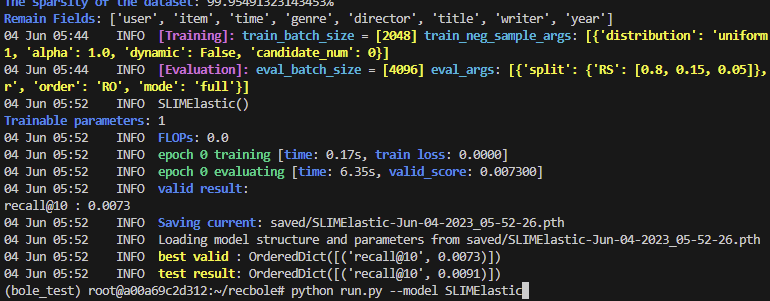 The sparsity of the dataset: 99.95491323143453%
Remain Fields: ['user', 'item', 'time', 'genre', 'director', 'title', 'writer', 'year']
04 Jun 05:44 INFO [Training]: train_batch_size = [2048] train_neg_sample_args: [{'distribution': 'uniform
1, 'alpha': 1.0, 'dynamic': False, 'candidate_num': 0}]
04 Jun 05:44 INFO [Evaluation]: eval_batch_size = [4096] eval_args: [{'split': {'RS': [0.8, 0.15, 0.05]},
r', 'order': 'RO', 'mode': 'full'}]
04 Jun 05:52 INFO SLIMElastic()
Trainable parameters: 1
04 Jun 05:52 INFO FLOPs: 0.0
04 Jun 05:52 INFO epoch 0 training [time: 0.17s, train loss: 0.0000]
04 Jun 05:52 INFO epoch 0 evaluating [time: 6.35s, valid_score: 0.007300]
04 Jun 05:52 INFO valid result:
recall@10 : 0.0073
04 Jun 05:52 INFO Saving current: saved/SLIMElastic-Jun-04-2023_05-52-26.pth
04 Jun 05:52 INFO Loading model structure and parameters from saved/SLIMElastic-Jun-04-2023_05-52-26.pth
04 Jun 05:52 INFO best valid : OrderedDict([('recall@10', 0.0073)])
04 Jun 05:52 INFO test result: OrderedDict([('recall@10', 0.0091)])
(bole_test) root@a00a69c2d312:~/recbole# python run.py --model SLIMElastic